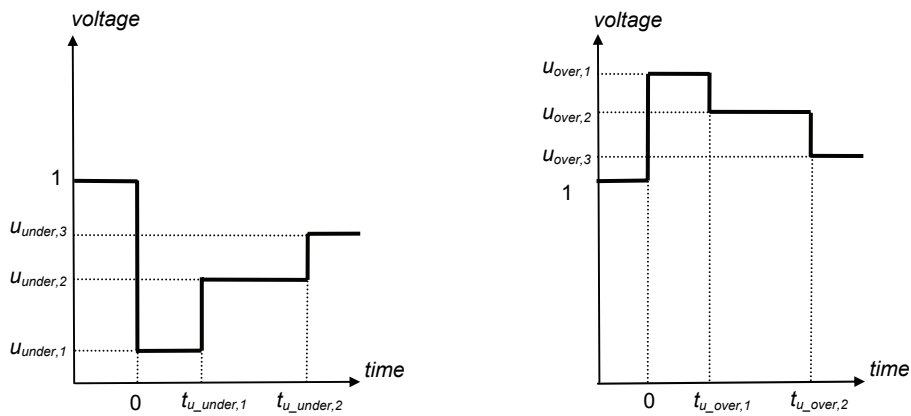 voltage
1
u_under,3
u_under,2
u_under,1
time
0
t_u_under,1
t_u_under,2
voltage
u_over,1
u_over,2
u_over,3
1
time
0
t_u_over,1
t_u_over,2